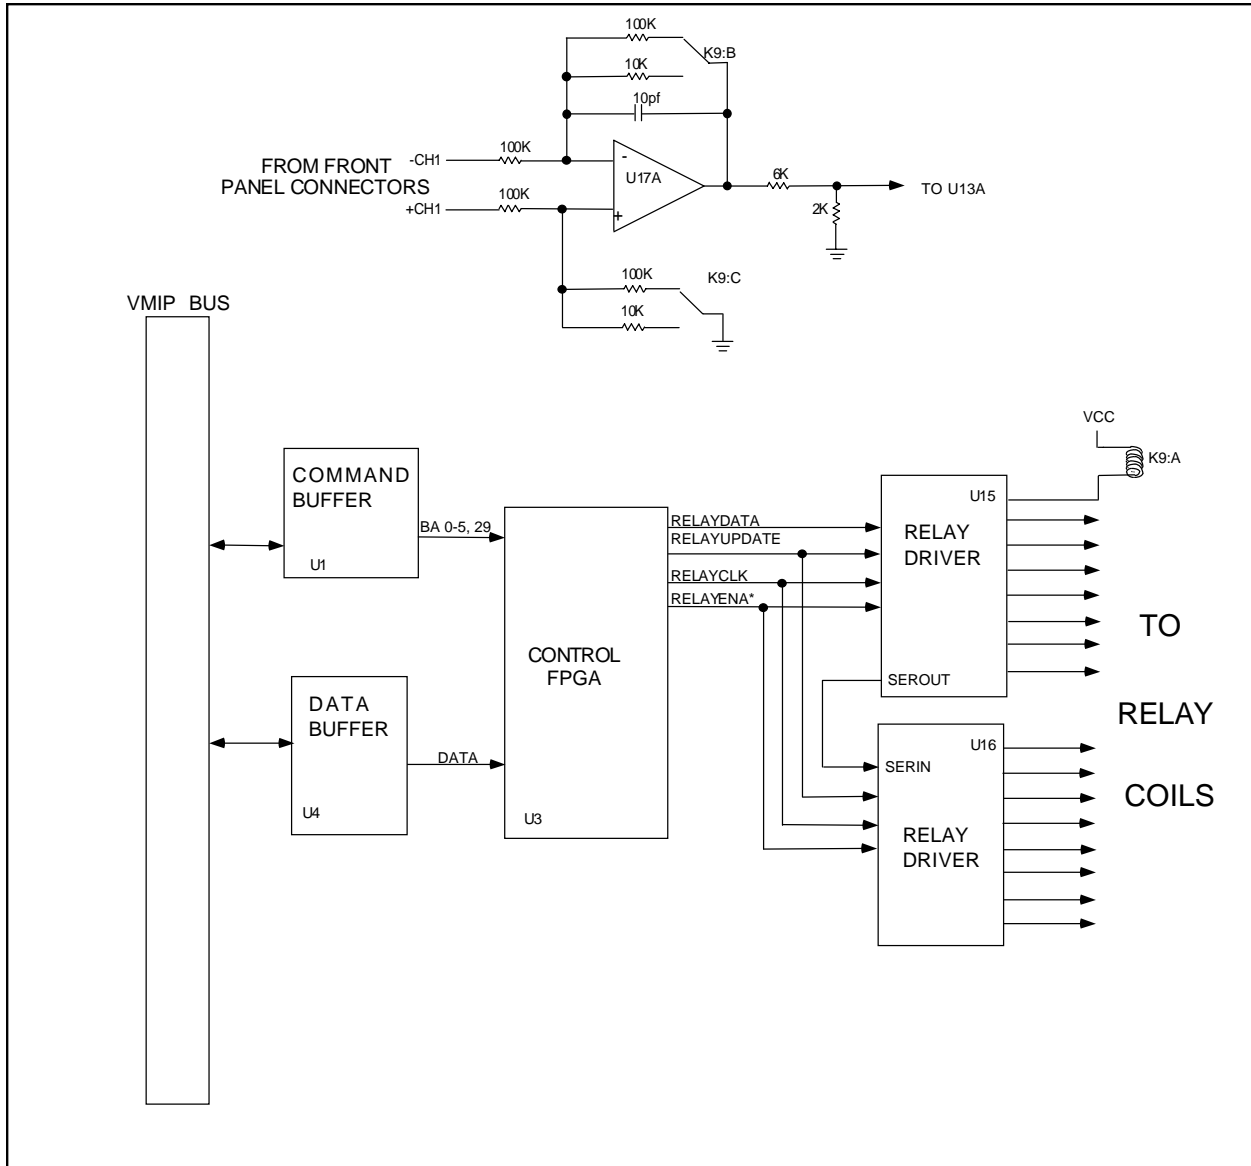 100K
K9:B
10K
10pf
FROM FRONT
PANEL CONNECTORS
-CH1
100K
-
U17A
6K
TO U13A
+CH1
100K
+
2K
100K
K9:C
10K
VMIP BUS
VCC
K9:A
COMMAND
BUFFER
U1
BA 0-5, 29
RELAYDATA
RELAYUPDATE
RELAYCLK
RELAYENA*
U15
RELAY
DRIVER
SEROUT
CONTROL
FPGA
U3
DATA
BUFFER
U4
DATA
U16
SERIN
RELAY
DRIVER
TO
RELAY
COILS